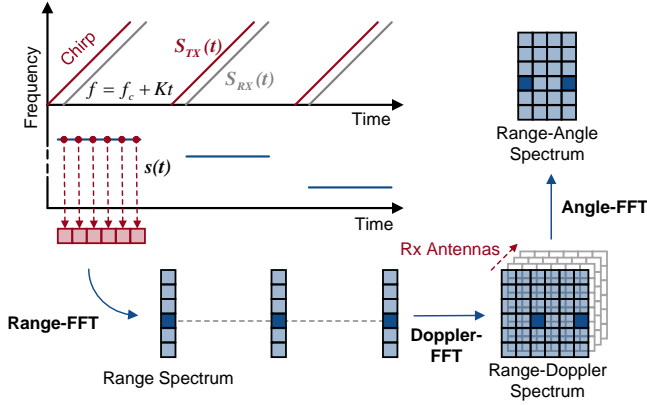 Frequency
Chirp
S_TX(t)
S_RX(t)
f = f_c + Kt
Time
s(t)
Time
Range-Angle
Spectrum
Angle-FFT
Rx Antennas
Range-FFT
Doppler-
FFT
Range Spectrum
Range-Doppler
Spectrum